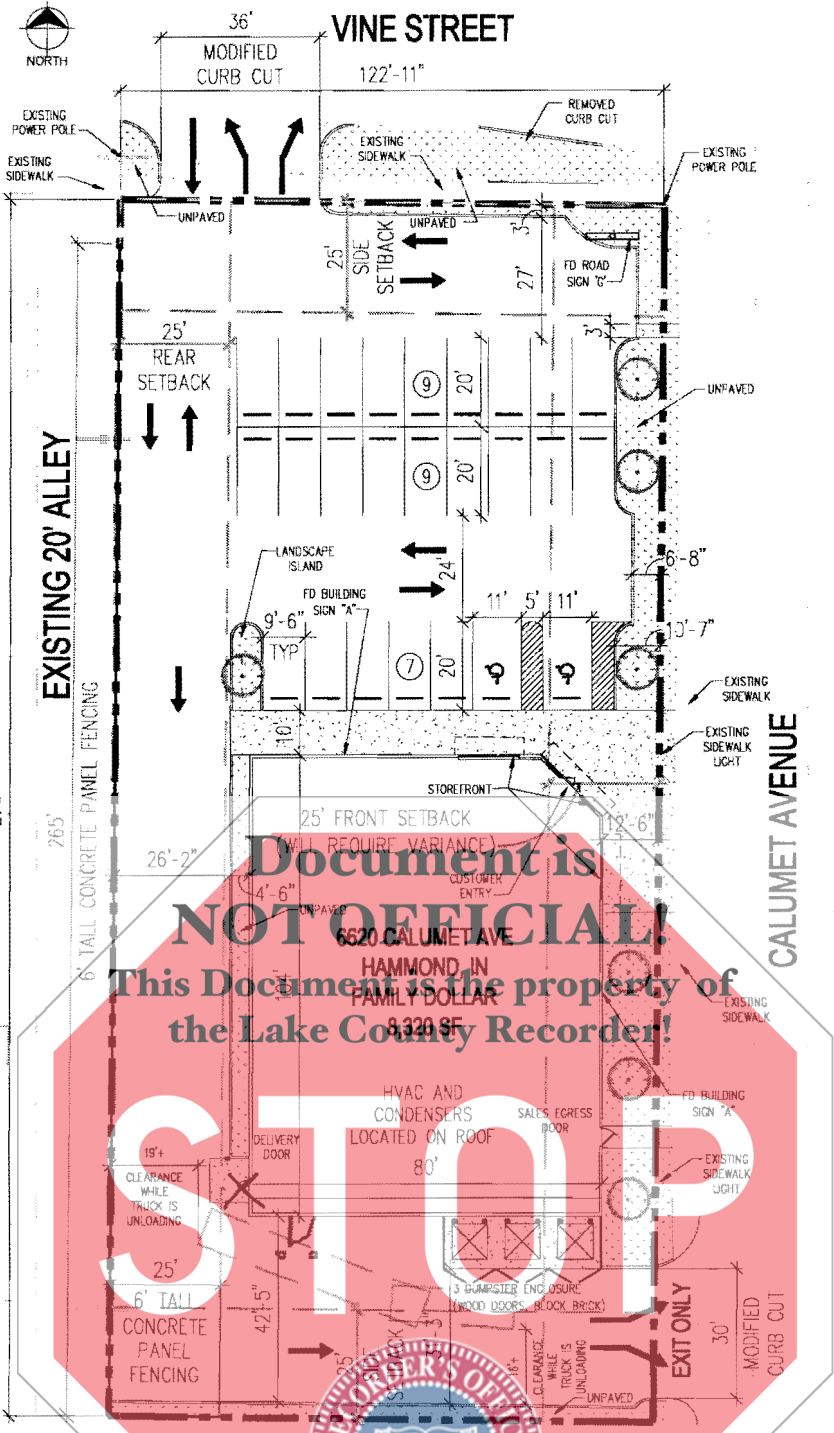 VINE STREET
NORTH
36'
MODIFIED
CURB CUT
122'-11"
EXISTING
POWER POLE
REMOVED
CURB CUT
EXISTING
SIDEWALK
EXISTING
SIDEWALK
EXISTING
POWER POLE
UNPAVED
UNPAVED
3'
25'
SIDE
SETBACK
27'
FD ROAD
SIGN "G"
3'
25'
REAR
SETBACK
9
20'
UNPAVED
9
20'
EXISTING 20' ALLEY
LANDSCAPE
ISLAND
24'
FD BUILDING
SIGN "A"
6'-8"
11'
5'
11'
9'-6"
TYP
7
20'
10'-7"
EXISTING
SIDEWALK
EXISTING
SIDEWALK
LIGHT
10'
STOREFRONT
CALUMET AVENUE
6' TALL CONCRETE PANEL FENCING
265'
25' FRONT SETBACK
(WILL REQUIRE VARIANCE)
12'-6"
26'-2"
CUSTOMER
ENTRY
4'-6"
UNPAVED
Document is
NOT OFFICIAL!
This Document is the property of
the Lake County Recorder!
6620 CALUMET AVE
HAMMOND, IN
FAMILY DOLLAR
8,320 SF
104'
EXISTING
SIDEWALK
HVAC AND
CONDENSERS
LOCATED ON ROOF
80'
SALES EGRESS
DOOR
FD BUILDING
SIGN "A"
DELIVERY
DOOR
STOP
19'+
CLEARANCE
WHILE
TRUCK IS
UNLOADING
EXISTING
SIDEWALK
LIGHT
25'
6' TALL
CONCRETE
PANEL
FENCING
42'-5"
3 DUMPSTER ENCLOSURE
(WOOD DOORS, BLOCK BRICK)
25'
SIDE
SETBACK
16'+
CLEARANCE
WHILE
TRUCK IS
UNLOADING
UNPAVED
EXIT ONLY
30'
MODIFIED
CURB CUT